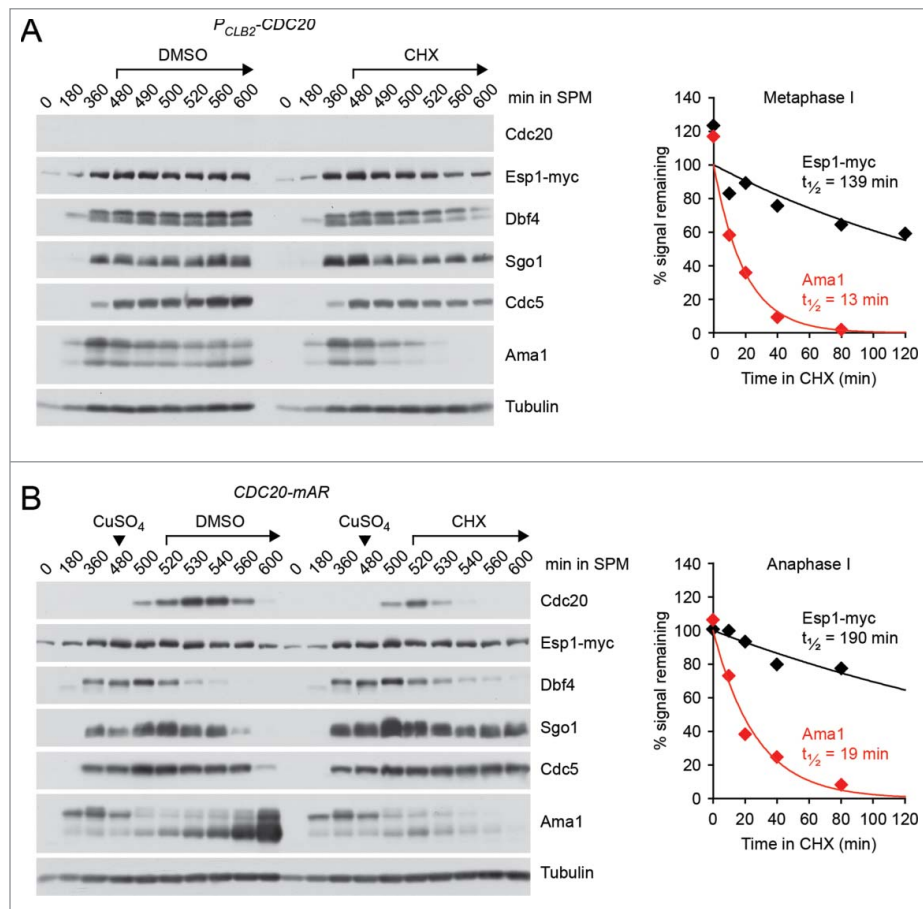 A
P_CLB2-CDC20
DMSO CHX
0 180 360 480 490 500 520 560 600 0 180 360 480 490 500 520 560 600 min in SPM
Cdc20
Esp1-myc
Dbf4
Sgo1
Cdc5
Ama1
Tubulin
Metaphase I
% signal remaining
140
120
100
80
60
40
20
0
Esp1-myc
t½ = 139 min
Ama1
t½ = 13 min
0 20 40 60 80 100 120
Time in CHX (min)
B
CDC20-mAR
CuSO4 DMSO CuSO4 CHX
0 180 360 480 500 520 530 540 560 600 0 180 360 480 500 520 530 540 560 600 min in SPM
Cdc20
Esp1-myc
Dbf4
Sgo1
Cdc5
Ama1
Tubulin
Anaphase I
% signal remaining
140
120
100
80
60
40
20
0
Esp1-myc
t½ = 190 min
Ama1
t½ = 19 min
0 20 40 60 80 100 120
Time in CHX (min)